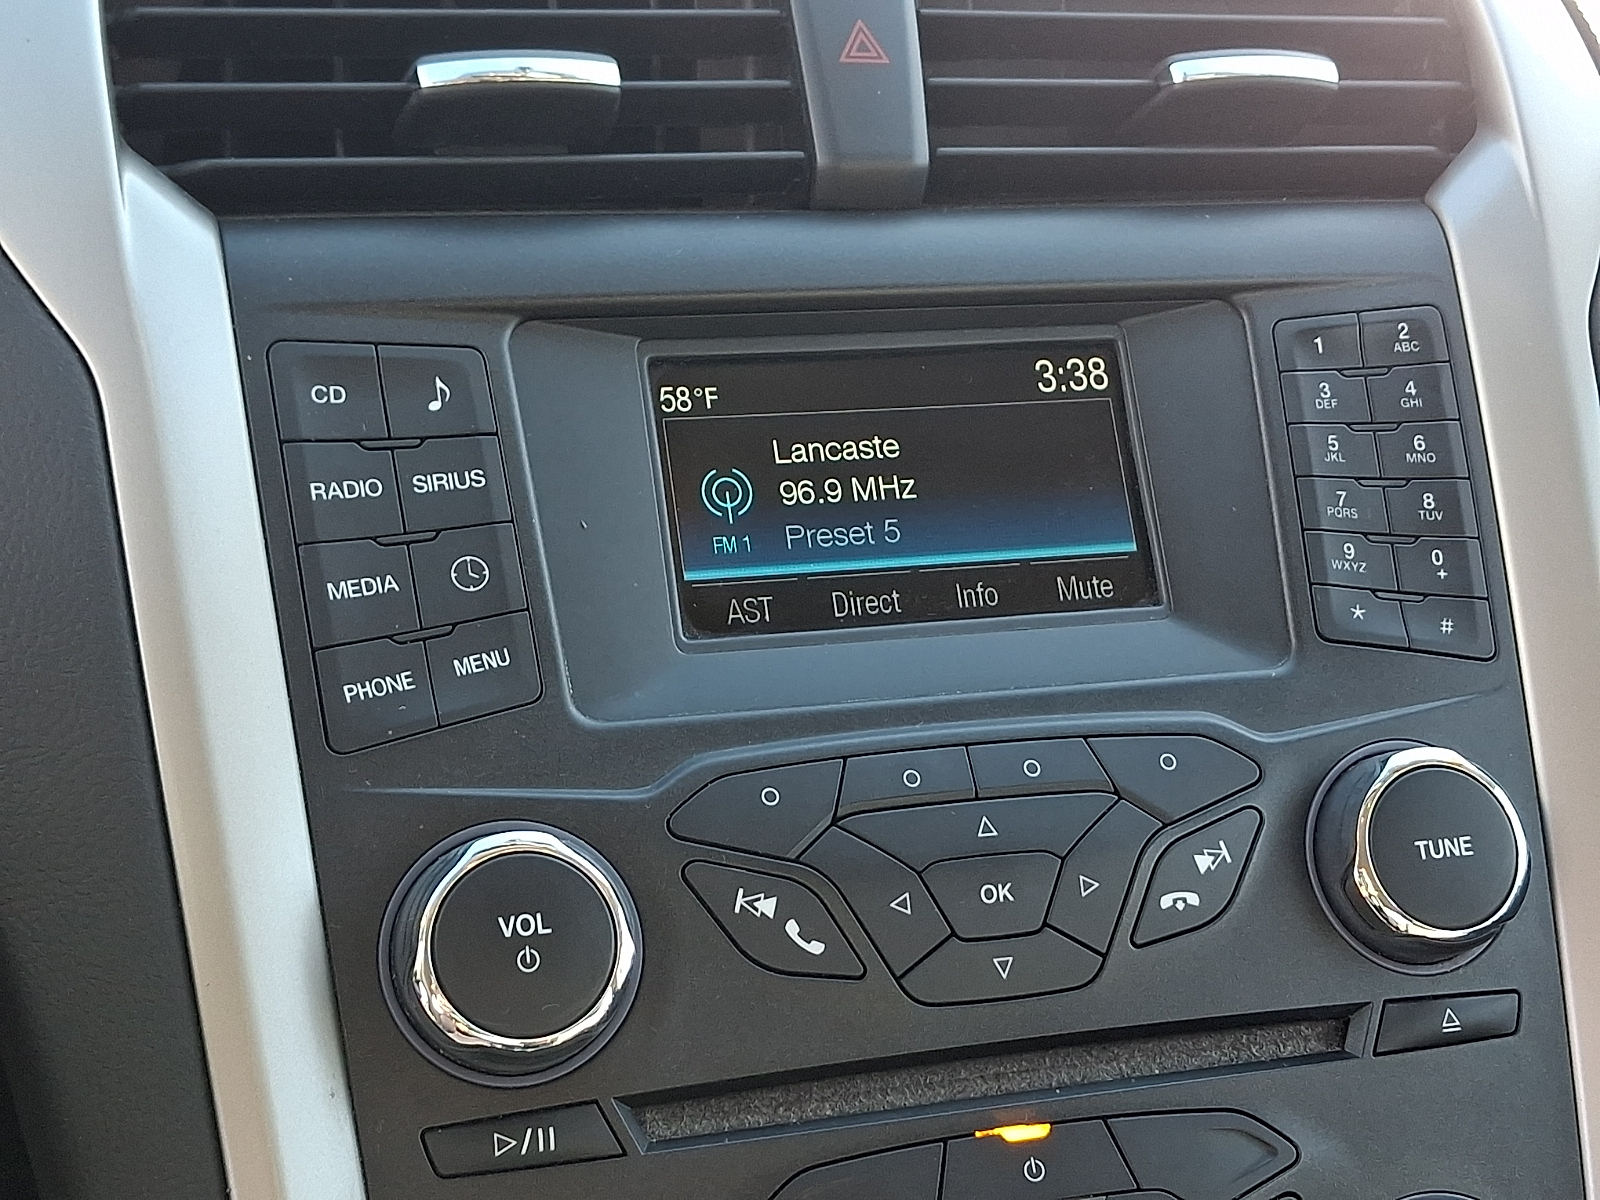 58°F
3:38
Lancaste
96.9 MHz
FM 1
Preset 5
AST Direct Info Mute
CD
RADIO SIRIUS
MEDIA
PHONE MENU
1 2 ABC
3 DEF 4 GHI
5 JKL 6 MNO
7 PQRS 8 TUV
9 WXYZ 0 +
* #
VOL
OK
TUNE